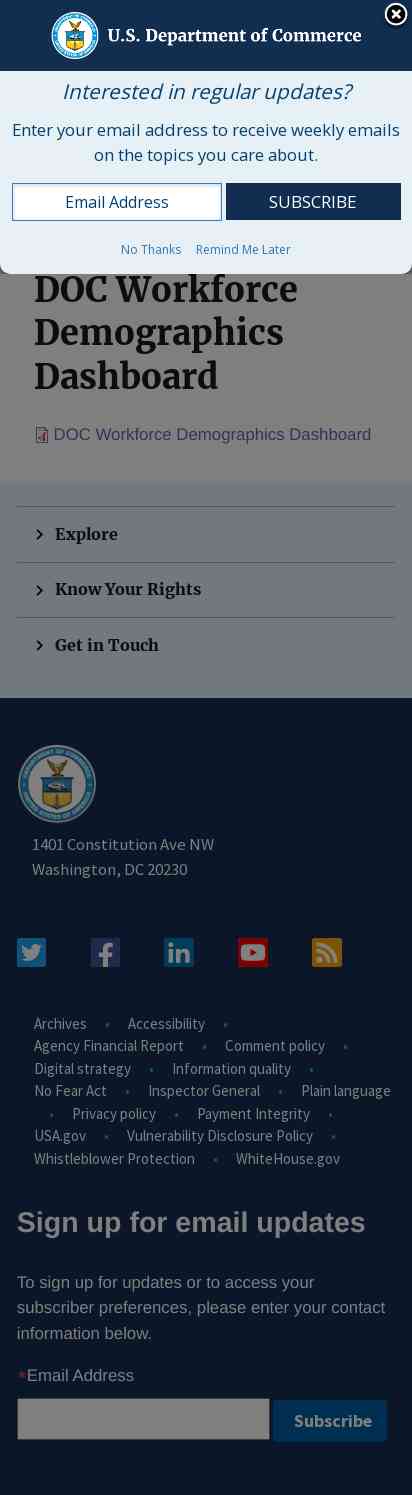 U.S. Department of Commerce
Interested in regular updates?
Enter your email address to receive weekly emails
on the topics you care about.
Email Address
SUBSCRIBE
No Thanks Remind Me Later
DOC Workforce
Demographics
Dashboard
DOC Workforce Demographics Dashboard
Explore
Know Your Rights
Get in Touch
1401 Constitution Ave NW
Washington, DC 20230
Archives • Accessibility •
Agency Financial Report • Comment policy •
Digital strategy • Information quality •
No Fear Act • Inspector General • Plain language
• Privacy policy • Payment Integrity •
USA.gov • Vulnerability Disclosure Policy •
Whistleblower Protection • WhiteHouse.gov
Sign up for email updates
To sign up for updates or to access your
subscriber preferences, please enter your contact
information below.
*Email Address
Subscribe